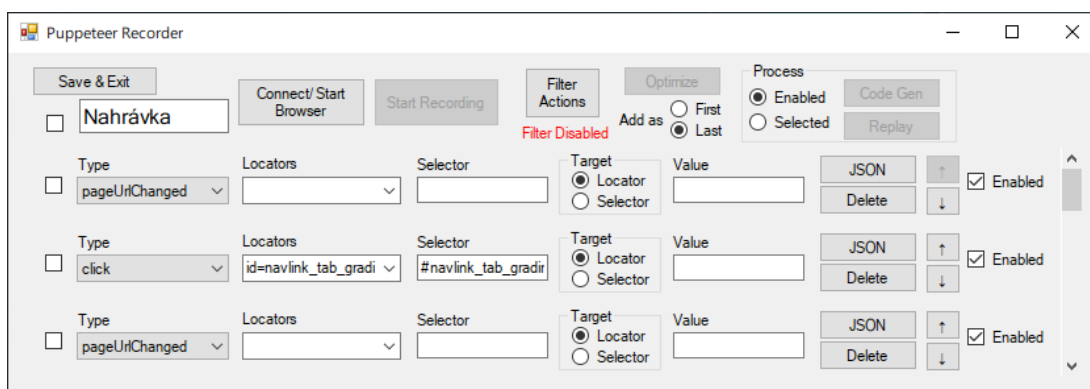 Puppeteer Recorder
Save & Exit
Nahrávka
Connect/ Start
Browser
Start Recording
Filter
Actions
Filter Disabled
Optimize
Add as
First
Last
Process
Enabled
Selected
Code Gen
Replay
Type Locators Selector Target Value
pageUrlChanged
Locator
Selector
JSON
Delete
↑
↓
Enabled
Type Locators Selector Target Value
click
id=navlink_tab_gradi
#navlink_tab_gradin
Locator
Selector
JSON
Delete
↑
↓
Enabled
Type Locators Selector Target Value
pageUrlChanged
Locator
Selector
JSON
Delete
↑
↓
Enabled